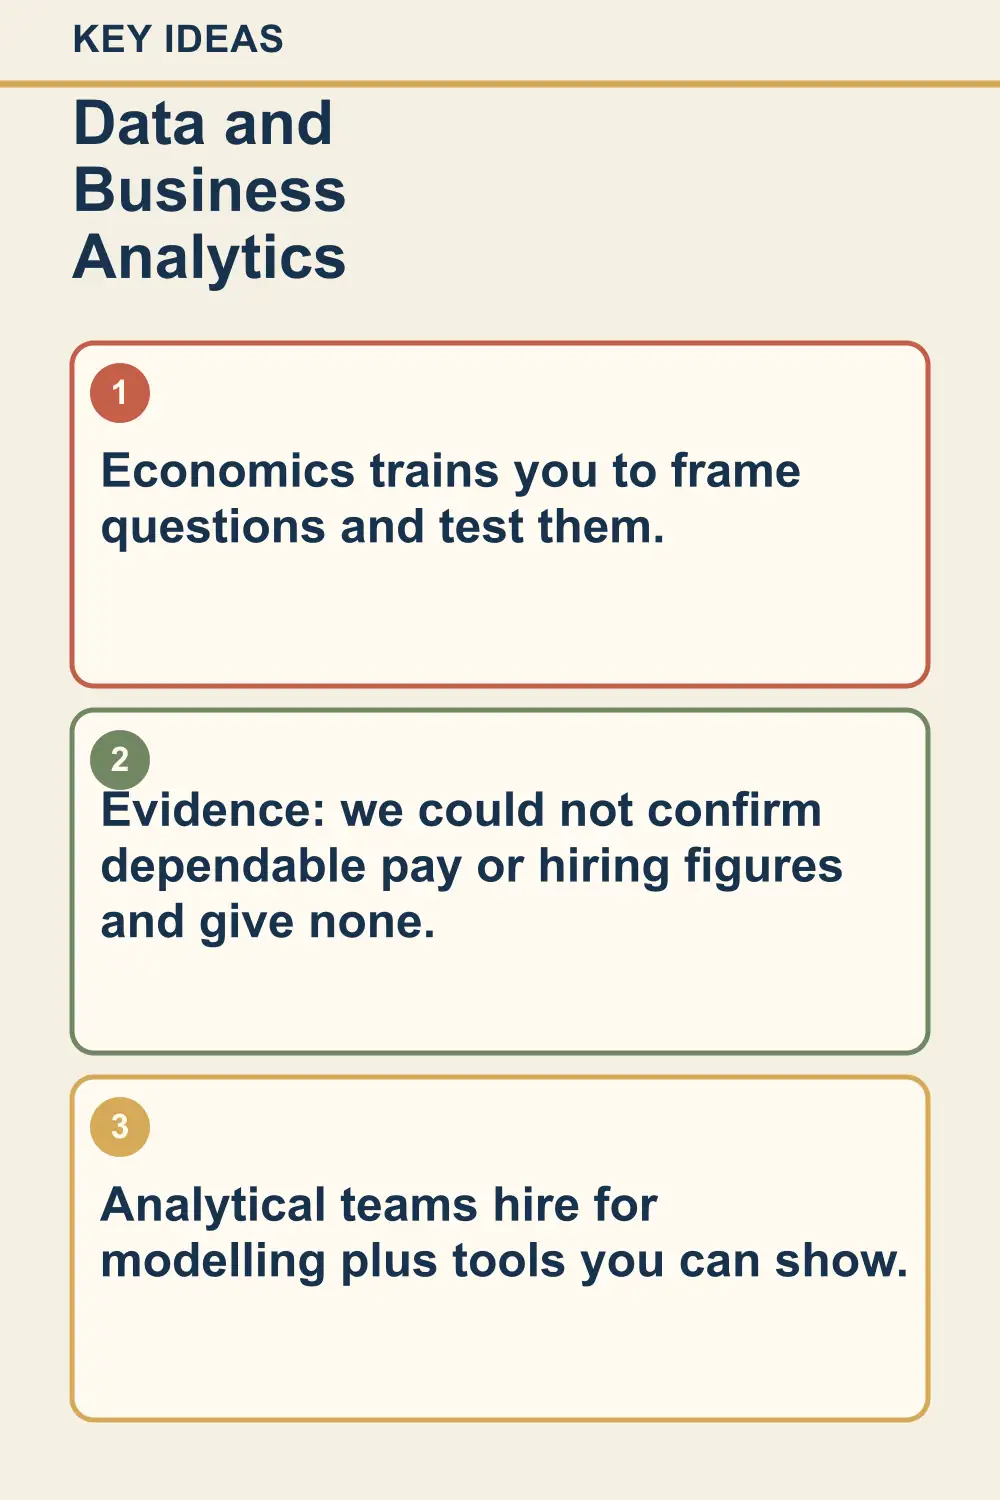 KEY IDEAS
Data and
Business
Analytics
1
Economics trains you to frame
questions and test them.
2
Evidence: we could not confirm
dependable pay or hiring figures
and give none.
3
Analytical teams hire for
modelling plus tools you can show.